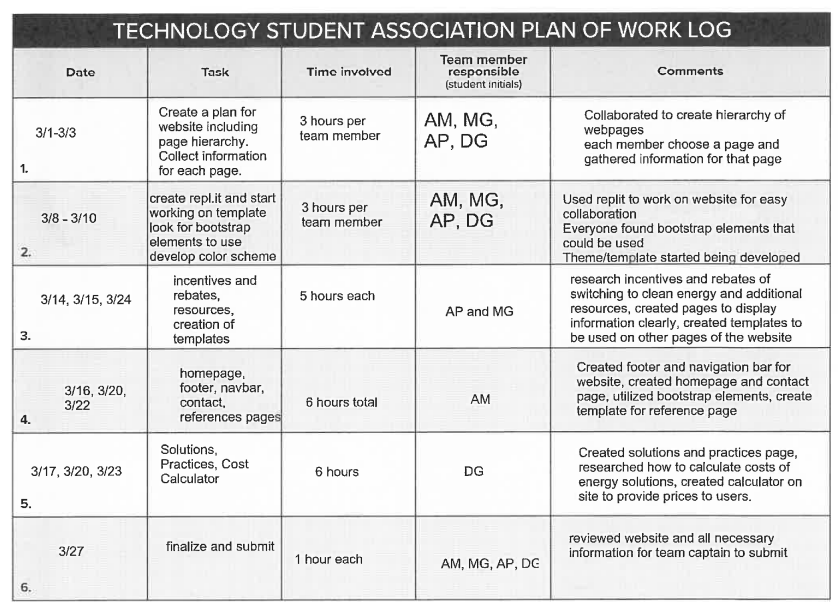 TECHNOLOGY STUDENT ASSOCIATION PLAN OF WORK LOG
Date
Task
Time involved
Team member
responsible
(student initials)
Comments
1.
3/1-3/3
Create a plan for
website including
page hierarchy.
Collect information
for each page.
3 hours per
team member
AM, MG,
AP, DG
Collaborated to create hierarchy of
webpages
each member choose a page and
gathered information for that page
2.
3/8 - 3/10
create repl.it and start
working on template
look for bootstrap
elements to use
develop color scheme
3 hours per
team member
AM, MG,
AP, DG
Used replit to work on website for easy
collaboration
Everyone found bootstrap elements that
could be used
Theme/template started being developed
3.
3/14, 3/15, 3/24
incentives and
rebates,
resources,
creation of
templates
5 hours each
AP and MG
research incentives and rebates of
switching to clean energy and additional
resources, created pages to display
information clearly, created templates to
be used on other pages of the website
4.
3/16, 3/20,
3/22
homepage,
footer, navbar,
contact,
references pages
6 hours total
AM
Created footer and navigation bar for
website, created homepage and contact
page, utilized bootstrap elements, create
template for reference page
5.
3/17, 3/20, 3/23
Solutions,
Practices, Cost
Calculator
6 hours
DG
Created solutions and practices page,
researched how to calculate costs of
energy solutions, created calculator on
site to provide prices to users.
6.
3/27
finalize and submit
1 hour each
AM, MG, AP, DG
reviewed website and all necessary
information for team captain to submit